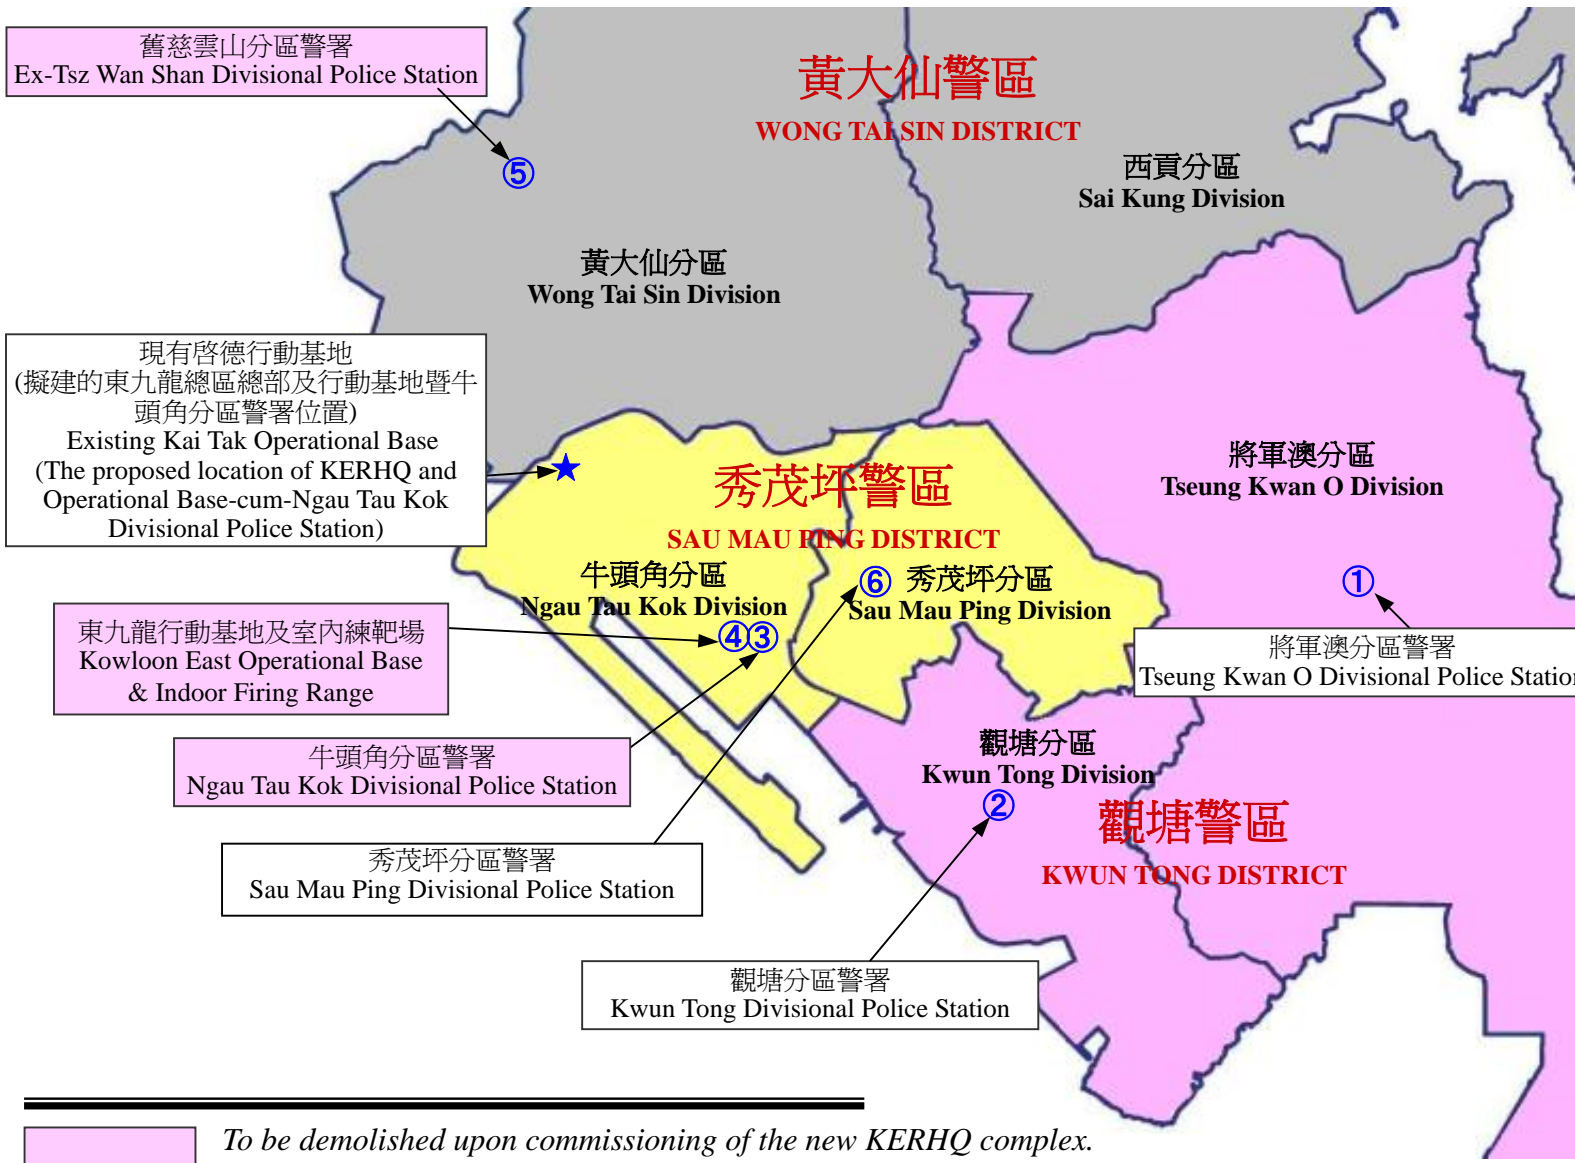 舊慈雲山分區警署
Ex-Tsz Wan Shan Divisional Police Station
黃大仙警區
WONG TAI SIN DISTRICT
⑤
西貢分區
Sai Kung Division
黃大仙分區
Wong Tai Sin Division
現有啓德行動基地
(擬建的東九龍總區總部及行動基地暨牛
頭角分區警署位置)
Existing Kai Tak Operational Base
(The proposed location of KERHQ and
Operational Base-cum-Ngau Tau Kok
Divisional Police Station)
將軍澳分區
Tseung Kwan O Division
秀茂坪警區
SAU MAU PING DISTRICT
牛頭角分區
Ngau Tau Kok Division
⑥
秀茂坪分區
Sau Mau Ping Division
①
④③
東九龍行動基地及室內練靶場
Kowloon East Operational Base
& Indoor Firing Range
將軍澳分區警署
Tseung Kwan O Divisional Police Station
牛頭角分區警署
Ngau Tau Kok Divisional Police Station
觀塘分區
Kwun Tong Division
②
觀塘警區
KWUN TONG DISTRICT
秀茂坪分區警署
Sau Mau Ping Divisional Police Station
觀塘分區警署
Kwun Tong Divisional Police Station
To be demolished upon commissioning of the new KERHQ complex.